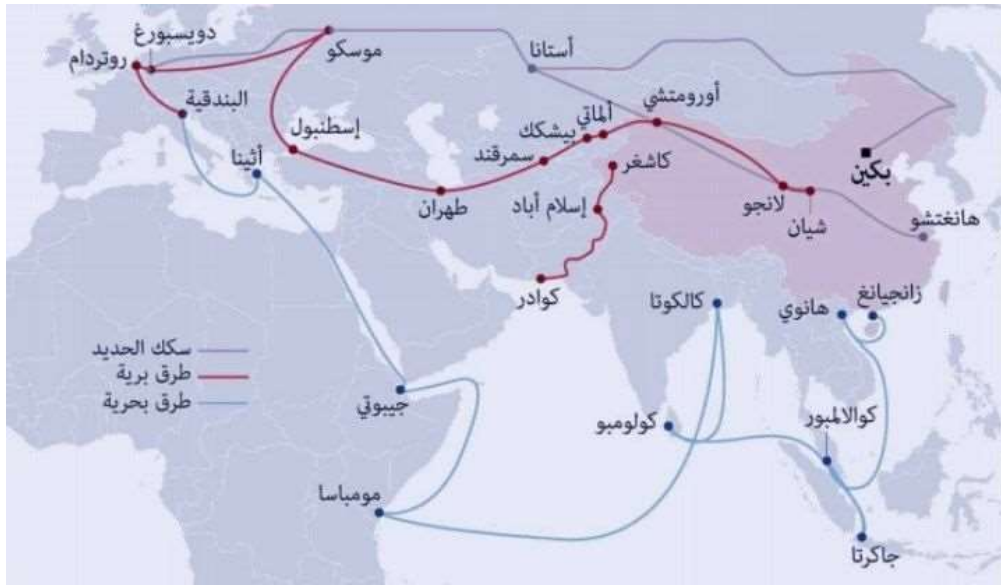 دويسبورغ
روتردام
موسكو
أستانا
البندقية
إسطنبول
أثينا
أورومتشي
ألماتي
بيشكك
سمرقند
كاشغر
بكين
طهران
إسلام أباد
لانجو
شيان
هانغتشو
كوادر
كالكوتا
هانوي
زانجيانغ
سكك الحديد
طرق برية
طرق بحرية
جيبوتي
كولومبو
كوالالمبور
مومباسا
جاكرتا